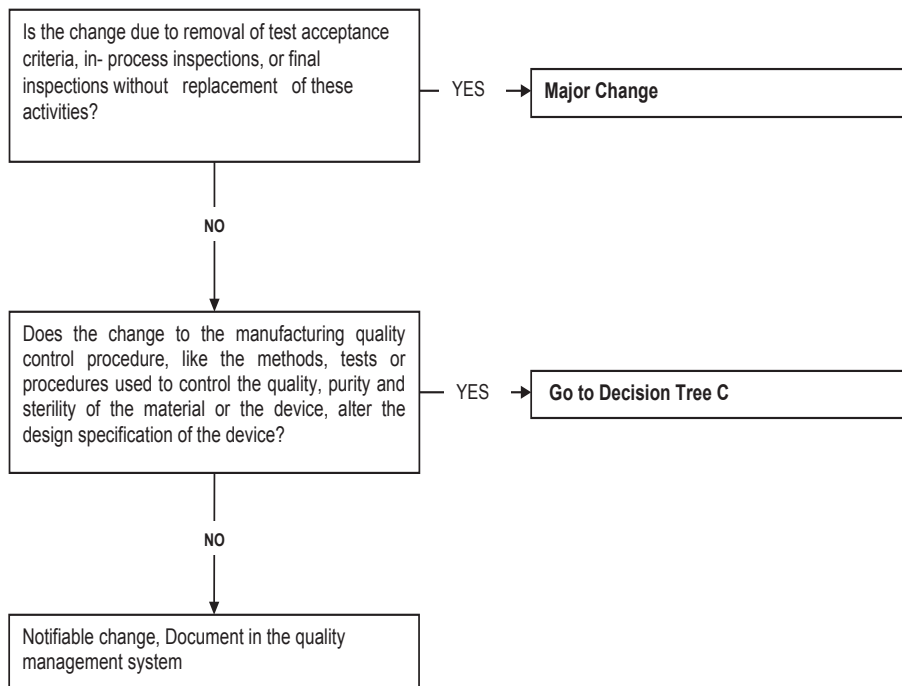 Is the change due to removal of test acceptance
criteria, in- process inspections, or final
inspections without replacement of these
activities?
YES
Major Change
NO
Does the change to the manufacturing quality
control procedure, like the methods, tests or
procedures used to control the quality, purity and
sterility of the material or the device, alter the
design specification of the device?
YES
Go to Decision Tree C
NO
Notifiable change, Document in the quality
management system